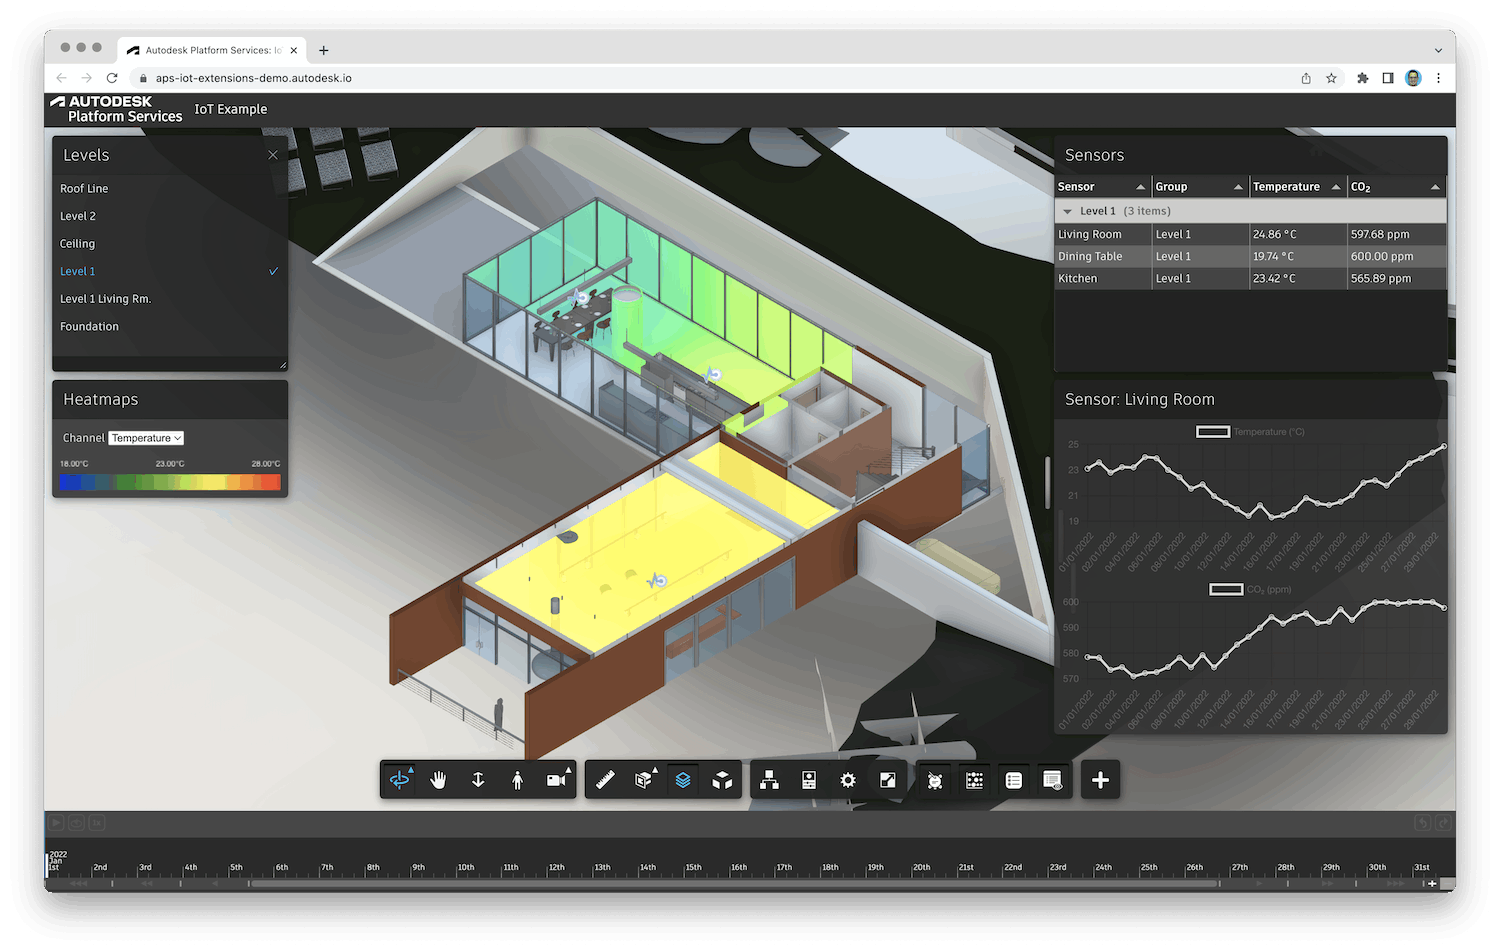 Autodesk Platform Services: Io
aps-iot-extensions-demo.autodesk.io
AUTODESK
Platform Services
IoT Example
Levels
Roof Line
Level 2
Ceiling
Level 1
Level 1 Living Rm.
Foundation
Heatmaps
Channel Temperature
18.00°C 23.00°C 28.00°C
Sensors
Sensor Group Temperature CO₂
Level 1 (3 items)
Living Room Level 1 24.86 °C 597.68 ppm
Dining Table Level 1 19.74 °C 600.00 ppm
Kitchen Level 1 23.42 °C 565.89 ppm
Sensor: Living Room
Temperature (°C)
25
23
21
19
01/01/2022 02/01/2022 04/01/2022 06/01/2022 08/01/2022 10/01/2022 12/01/2022 14/01/2022 16/01/2022 17/01/2022 19/01/2022 21/01/2022 23/01/2022 25/01/2022 27/01/2022 29/01/2022
CO₂ (ppm)
600
590
580
570
01/01/2022 02/01/2022 04/01/2022 06/01/2022 08/01/2022 10/01/2022 12/01/2022 14/01/2022 16/01/2022 17/01/2022 19/01/2022 21/01/2022 23/01/2022 25/01/2022 27/01/2022 29/01/2022
1x
2022
Jan
1st 2nd 3rd 4th 5th 6th 7th 8th 9th 10th 11th 12th 13th 14th 15th 16th 17th 18th 19th 20th 21st 22nd 23rd 24th 25th 26th 27th 28th 29th 30th 31st